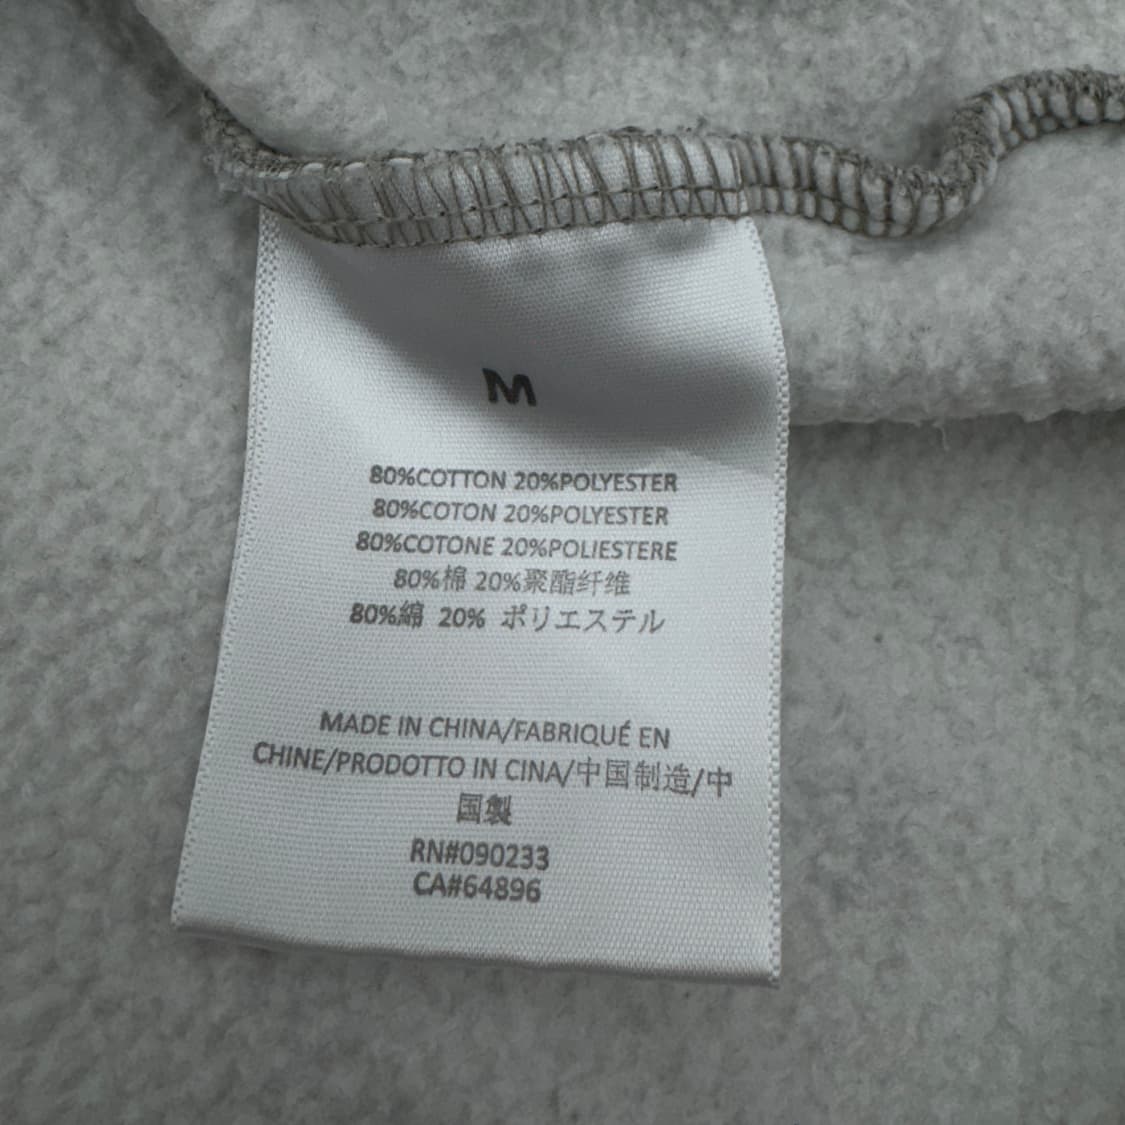 M
80%COTTON 20%POLYESTER
80%COTON 20%POLYESTER
80%COTONE 20%POLIESTERE
80%棉 20%聚酯纤维
80%綿 20% ポリエステル
MADE IN CHINA/FABRIQUÉ EN
CHINE/PRODOTTO IN CINA/中国制造/中
国製
RN#090233
CA#64896